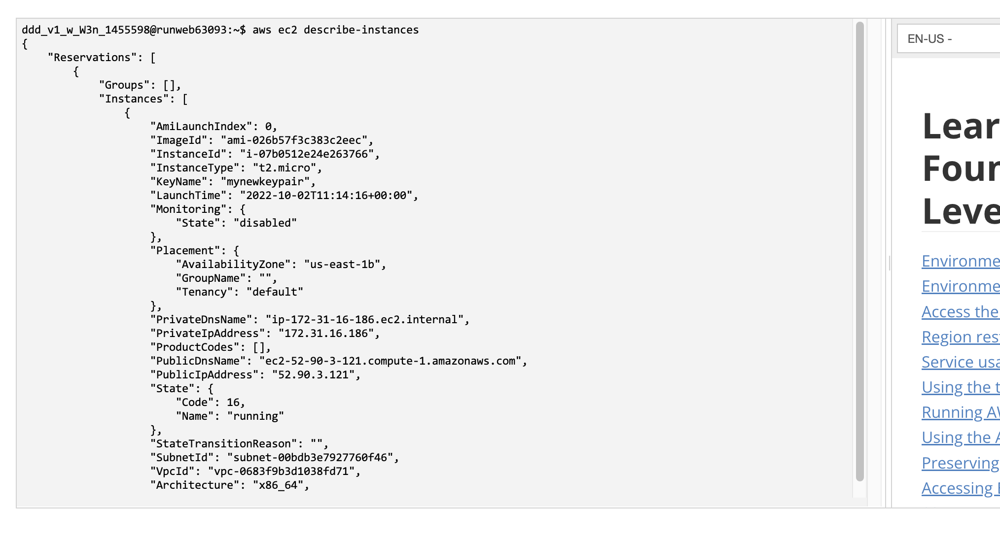 ddd_v1_w_W3n_1455598@runweb63093:~$ aws ec2 describe-instances
{
    "Reservations": [
        {
            "Groups": [],
            "Instances": [
                {
                    "AmiLaunchIndex": 0,
                    "ImageId": "ami-026b57f3c383c2eec",
                    "InstanceId": "i-07b0512e24e263766",
                    "InstanceType": "t2.micro",
                    "KeyName": "mynewkeypair",
                    "LaunchTime": "2022-10-02T11:14:16+00:00",
                    "Monitoring": {
                        "State": "disabled"
                    },
                    "Placement": {
                        "AvailabilityZone": "us-east-1b",
                        "GroupName": "",
                        "Tenancy": "default"
                    },
                    "PrivateDnsName": "ip-172-31-16-186.ec2.internal",
                    "PrivateIpAddress": "172.31.16.186",
                    "ProductCodes": [],
                    "PublicDnsName": "ec2-52-90-3-121.compute-1.amazonaws.com",
                    "PublicIpAddress": "52.90.3.121",
                    "State": {
                        "Code": 16,
                        "Name": "running"
                    },
                    "StateTransitionReason": "",
                    "SubnetId": "subnet-00bdb3e7927760f46",
                    "VpcId": "vpc-0683f9b3d1038fd71",
                    "Architecture": "x86_64",
EN-US -
Lear
Four
Leve
Environme
Environme
Access the
Region res
Service usa
Using the t
Running AW
Using the A
Preserving
Accessing E